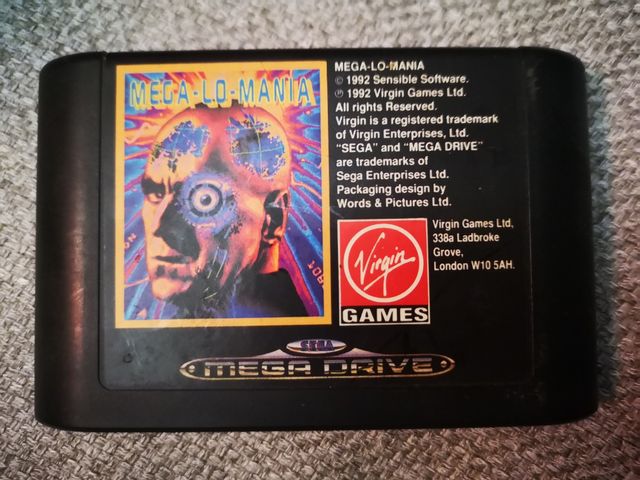 MEGA-LO-MANIA
MEGA-LO-MANIA
© 1992 Sensible Software.
℗ 1992 Virgin Games Ltd.
All rights Reserved.
Virgin is a registered trademark
of Virgin Enterprises, Ltd.
"SEGA" and "MEGA DRIVE"
are trademarks of
Sega Enterprises Ltd.
Packaging design by
Words & Pictures Ltd.
Virgin
GAMES
Virgin Games Ltd,
338a Ladbroke
Grove,
London W10 5AH.
SEGA
MEGA DRIVE